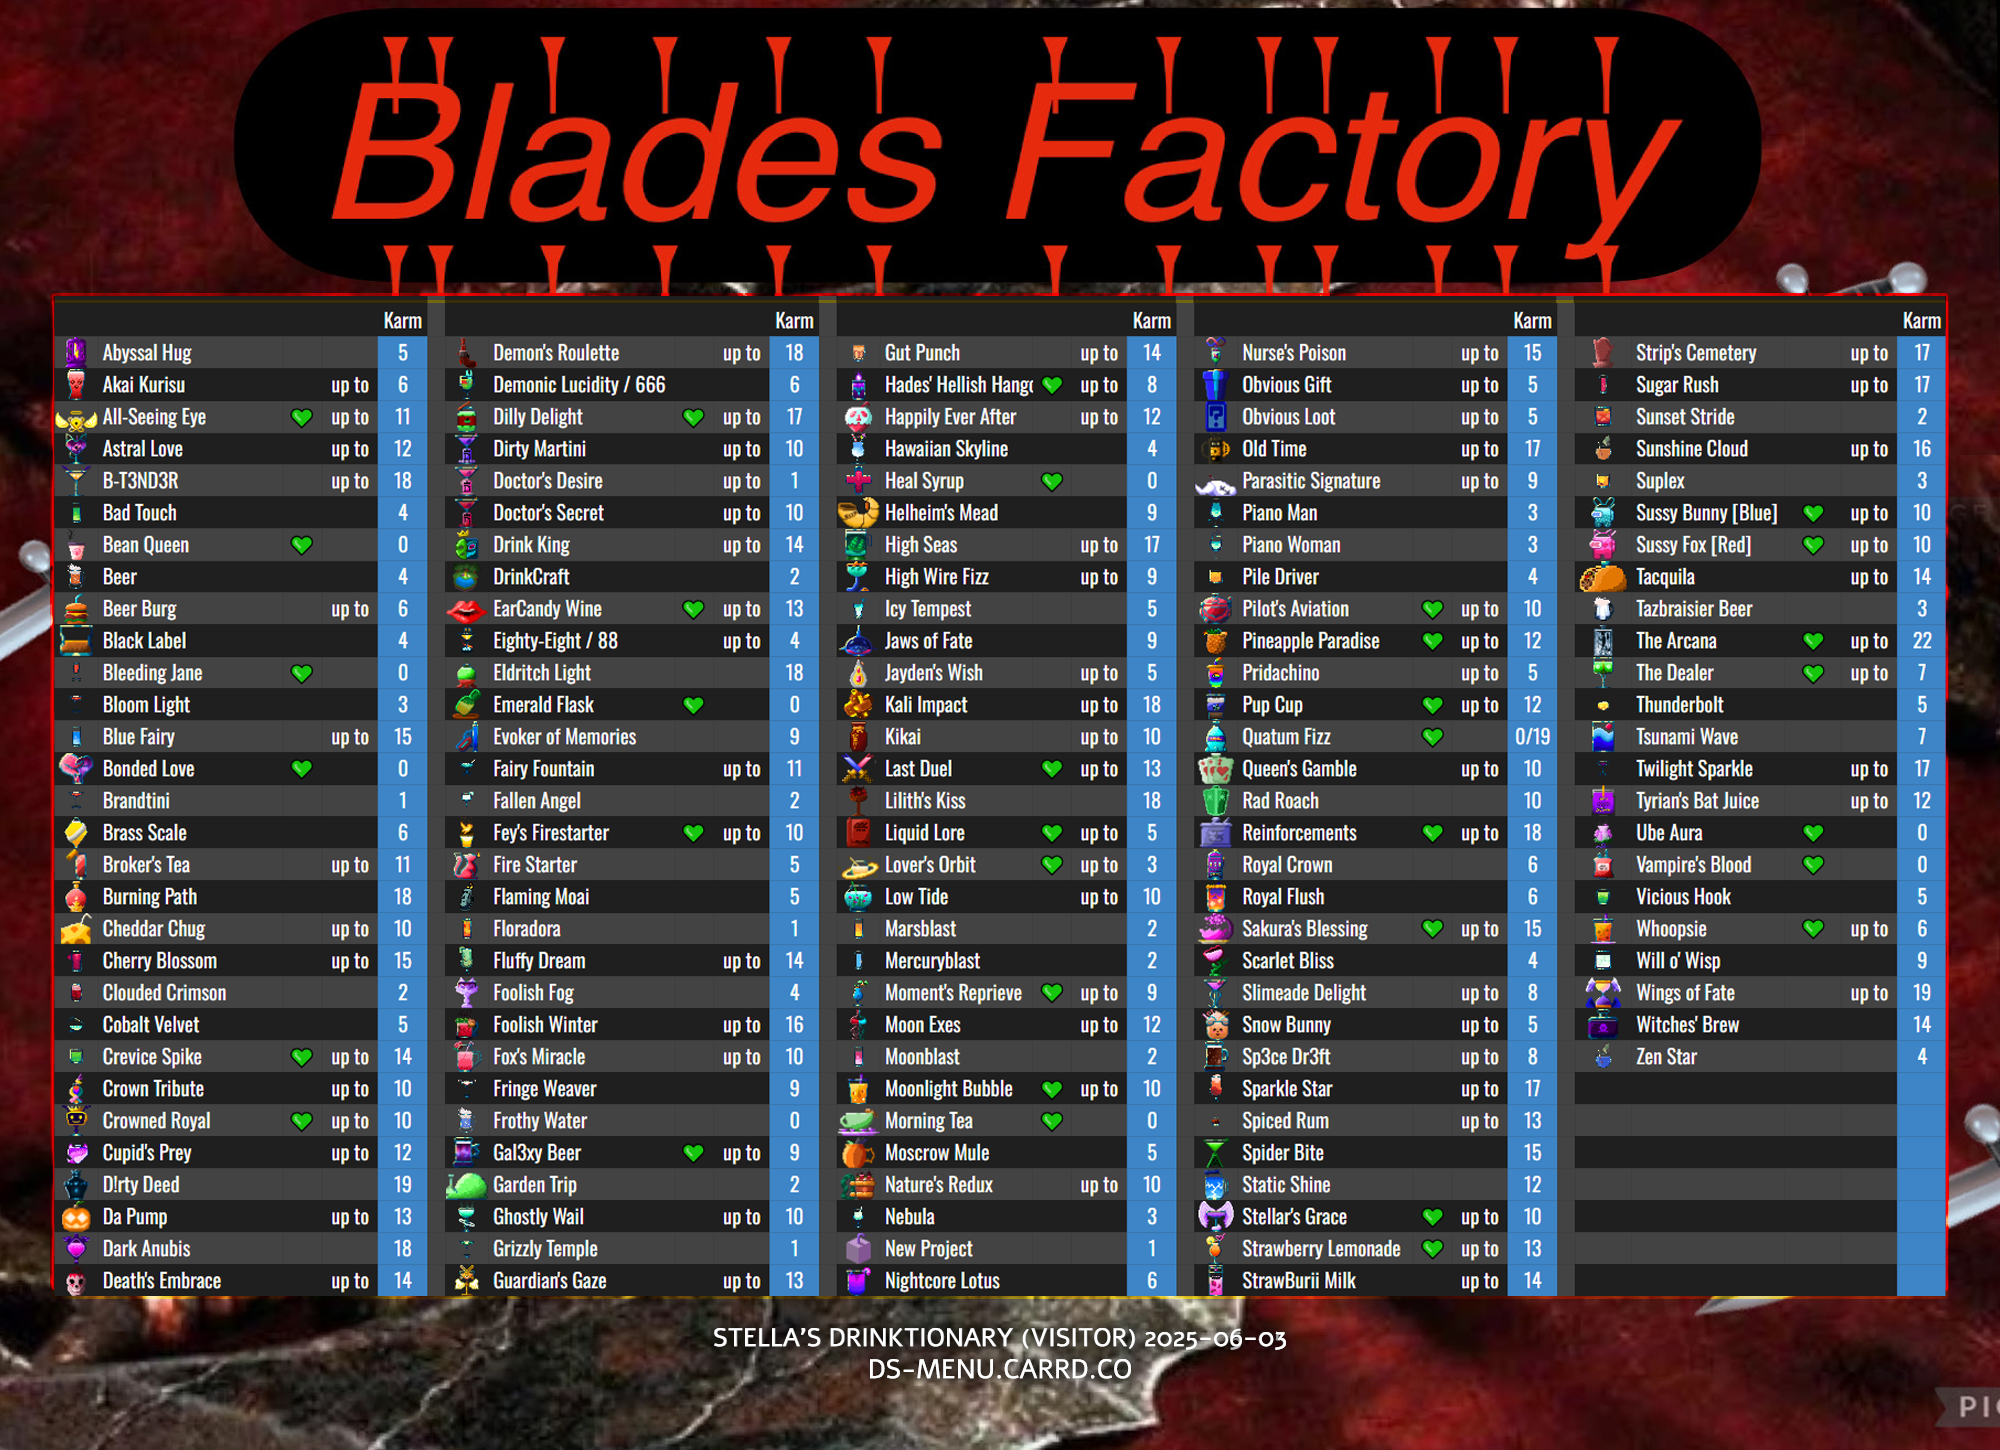 Blades Factory
Karm
Abyssal Hug 5
Akai Kurisu up to 6
All-Seeing Eye up to 11
Astral Love up to 12
B-T3ND3R up to 18
Bad Touch 4
Bean Queen 0
Beer 4
Beer Burg up to 6
Black Label 4
Bleeding Jane 0
Bloom Light 3
Blue Fairy up to 15
Bonded Love 0
Brandtini 1
Brass Scale 6
Broker's Tea up to 11
Burning Path 18
Cheddar Chug up to 10
Cherry Blossom up to 15
Clouded Crimson 2
Cobalt Velvet 5
Crevice Spike up to 14
Crown Tribute up to 10
Crowned Royal up to 10
Cupid's Prey up to 12
D!rty Deed 19
Da Pump up to 13
Dark Anubis 18
Death's Embrace up to 14
Karm
Demon's Roulette up to 18
Demonic Lucidity / 666 6
Dilly Delight up to 17
Dirty Martini up to 10
Doctor's Desire up to 1
Doctor's Secret up to 10
Drink King up to 14
DrinkCraft 2
EarCandy Wine up to 13
Eighty-Eight / 88 up to 4
Eldritch Light 18
Emerald Flask 0
Evoker of Memories 9
Fairy Fountain up to 11
Fallen Angel 2
Fey's Firestarter up to 10
Fire Starter 5
Flaming Moai 5
Floradora 1
Fluffy Dream up to 14
Foolish Fog 4
Foolish Winter up to 16
Fox's Miracle up to 10
Fringe Weaver 9
Frothy Water 0
Gal3xy Beer up to 9
Garden Trip 2
Ghostly Wail up to 10
Grizzly Temple 1
Guardian's Gaze up to 13
Karm
Gut Punch up to 14
Hades' Hellish Hango up to 8
Happily Ever After up to 12
Hawaiian Skyline 4
Heal Syrup 0
Helheim's Mead 9
High Seas up to 17
High Wire Fizz up to 9
Icy Tempest 5
Jaws of Fate 9
Jayden's Wish up to 5
Kali Impact up to 18
Kikai up to 10
Last Duel up to 13
Lilith's Kiss 18
Liquid Lore up to 5
Lover's Orbit up to 3
Low Tide up to 10
Marsblast 2
Mercuryblast 2
Moment's Reprieve up to 9
Moon Exes up to 12
Moonblast 2
Moonlight Bubble up to 10
Morning Tea 0
Moscrow Mule 5
Nature's Redux up to 10
Nebula 3
New Project 1
Nightcore Lotus 6
Karm
Nurse's Poison up to 15
Obvious Gift up to 5
Obvious Loot up to 5
Old Time up to 17
Parasitic Signature up to 9
Piano Man 3
Piano Woman 3
Pile Driver 4
Pilot's Aviation up to 10
Pineapple Paradise up to 12
Pridachino up to 5
Pup Cup up to 12
Quatum Fizz 0/19
Queen's Gamble up to 10
Rad Roach 10
Reinforcements up to 18
Royal Crown 6
Royal Flush 6
Sakura's Blessing up to 15
Scarlet Bliss 4
Slimeade Delight up to 8
Snow Bunny up to 5
Sp3ce Dr3ft up to 8
Sparkle Star up to 17
Spiced Rum up to 13
Spider Bite 15
Static Shine 12
Stellar's Grace up to 10
Strawberry Lemonade up to 13
StrawBurii Milk up to 14
Karm
Strip's Cemetery up to 17
Sugar Rush up to 17
Sunset Stride 2
Sunshine Cloud up to 16
Suplex 3
Sussy Bunny [Blue] up to 10
Sussy Fox [Red] up to 10
Tacquila up to 14
Tazbraisier Beer 3
The Arcana up to 22
The Dealer up to 7
Thunderbolt 5
Tsunami Wave 7
Twilight Sparkle up to 17
Tyrian's Bat Juice up to 12
Ube Aura 0
Vampire's Blood 0
Vicious Hook 5
Whoopsie up to 6
Will o' Wisp 9
Wings of Fate up to 19
Witches' Brew 14
Zen Star 4
STELLA'S DRINKTIONARY (VISITOR) 2025-06-03
DS-MENU.CARRD.CO